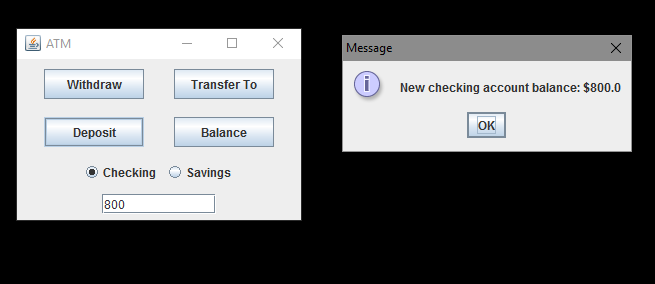 ATM
Withdraw
Transfer To
Deposit
Balance
Checking
Savings
800
Message
New checking account balance: $800.0
OK